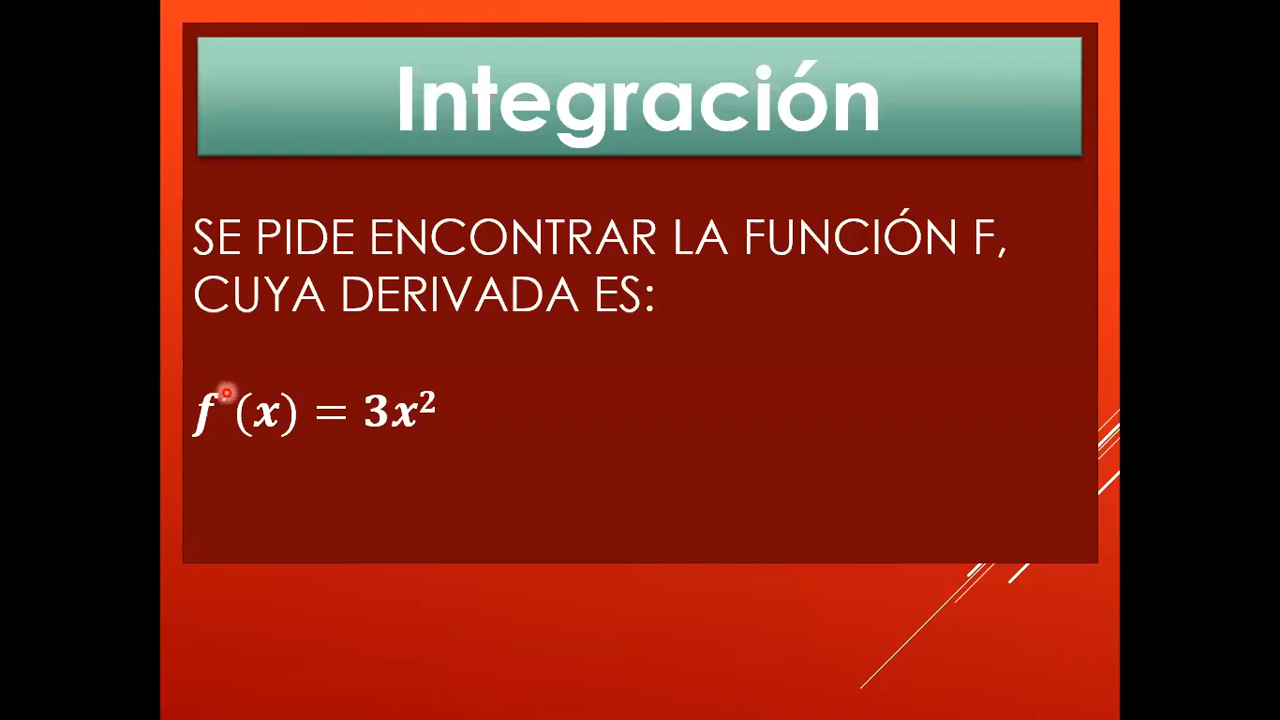 Integración
SE PIDE ENCONTRAR LA FUNCIÓN F,
CUYA DERIVADA ES:
f'(x) = 3x²